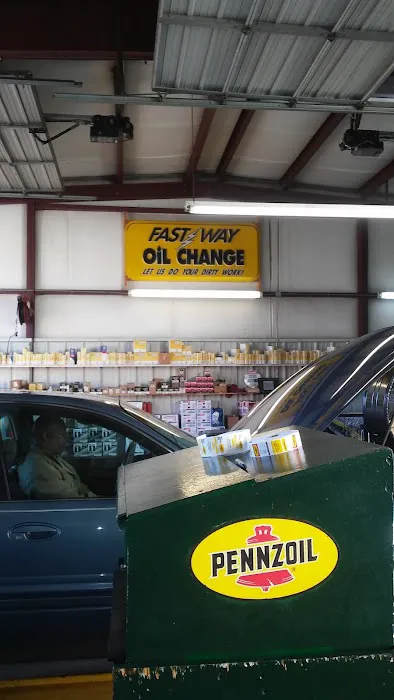 FAST WAY
OIL CHANGE
LET US DO YOUR DIRTY WORK!
PENNZOIL